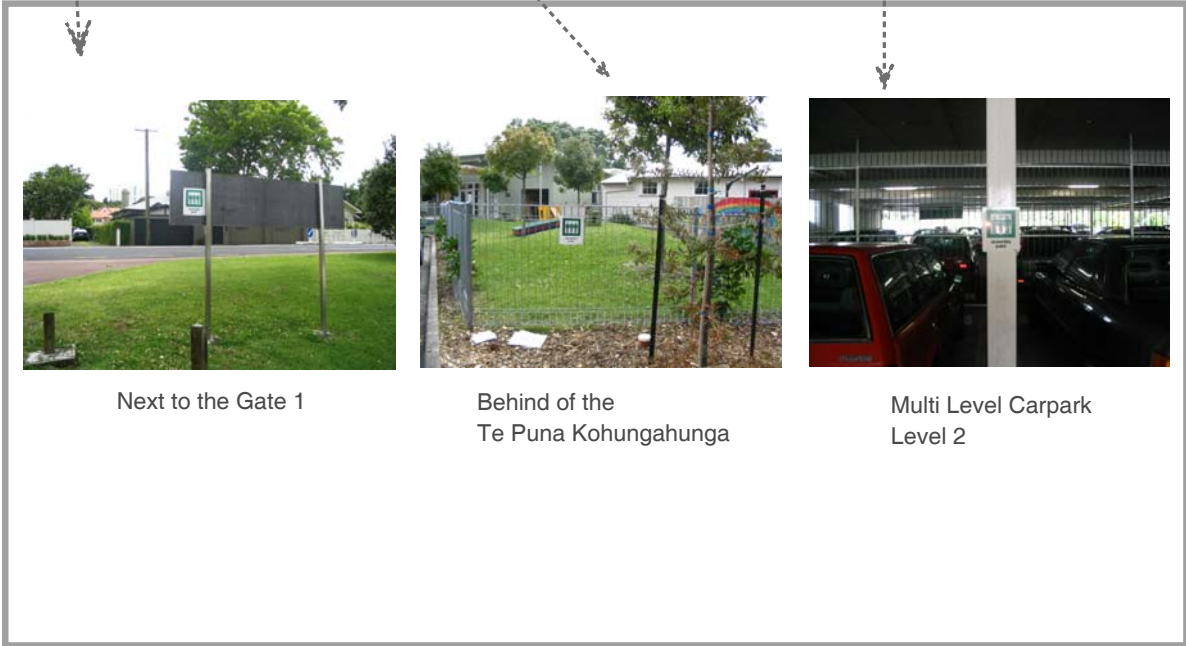 Next to the Gate 1
Behind of the
Te Puna Kohungahunga
Multi Level Carpark
Level 2